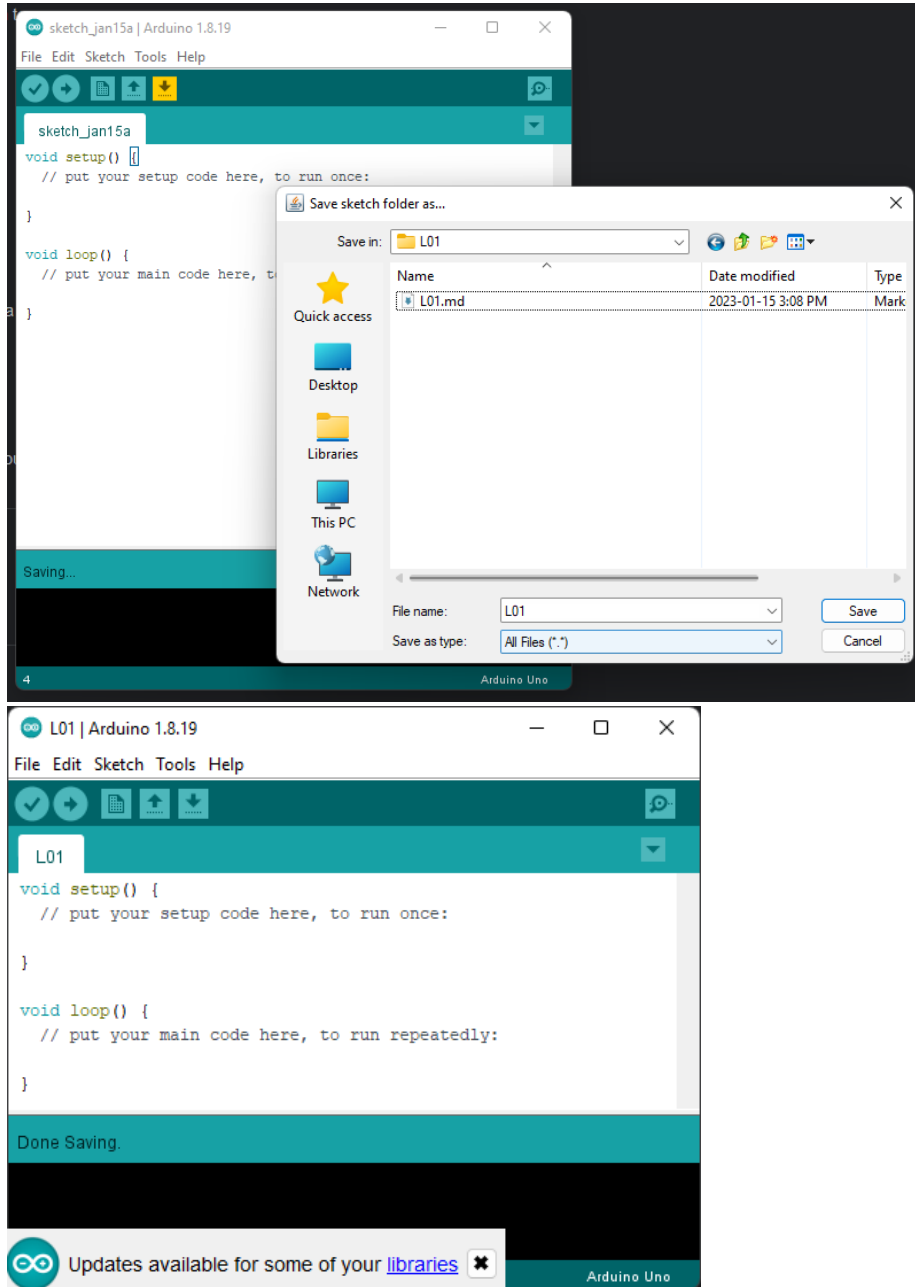 sketch_jan15a | Arduino 1.8.19
File Edit Sketch Tools Help
sketch_jan15a
void setup() {
// put your setup code here, to run once:
}
void loop() {
// put your main code here, t
}
Saving...
4
Arduino Uno
Save sketch folder as...
Save in: L01
Name Date modified Type
L01.md 2023-01-15 3:08 PM Mark
Quick access
Desktop
Libraries
This PC
Network
File name: L01 Save
Save as type: All Files (*.*) Cancel
L01 | Arduino 1.8.19
File Edit Sketch Tools Help
L01
void setup() {
// put your setup code here, to run once:
}
void loop() {
// put your main code here, to run repeatedly:
}
Done Saving.
Updates available for some of your libraries
Arduino Uno